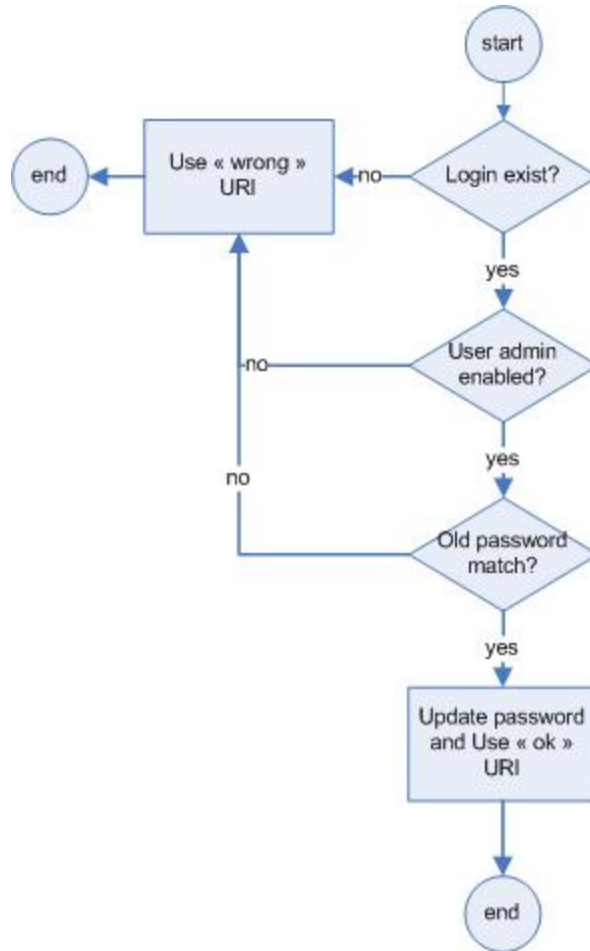 start
Login exist?
no
Use « wrong »
URI
end
yes
User admin
enabled?
no
yes
Old password
match?
no
yes
Update password
and Use « ok »
URI
end